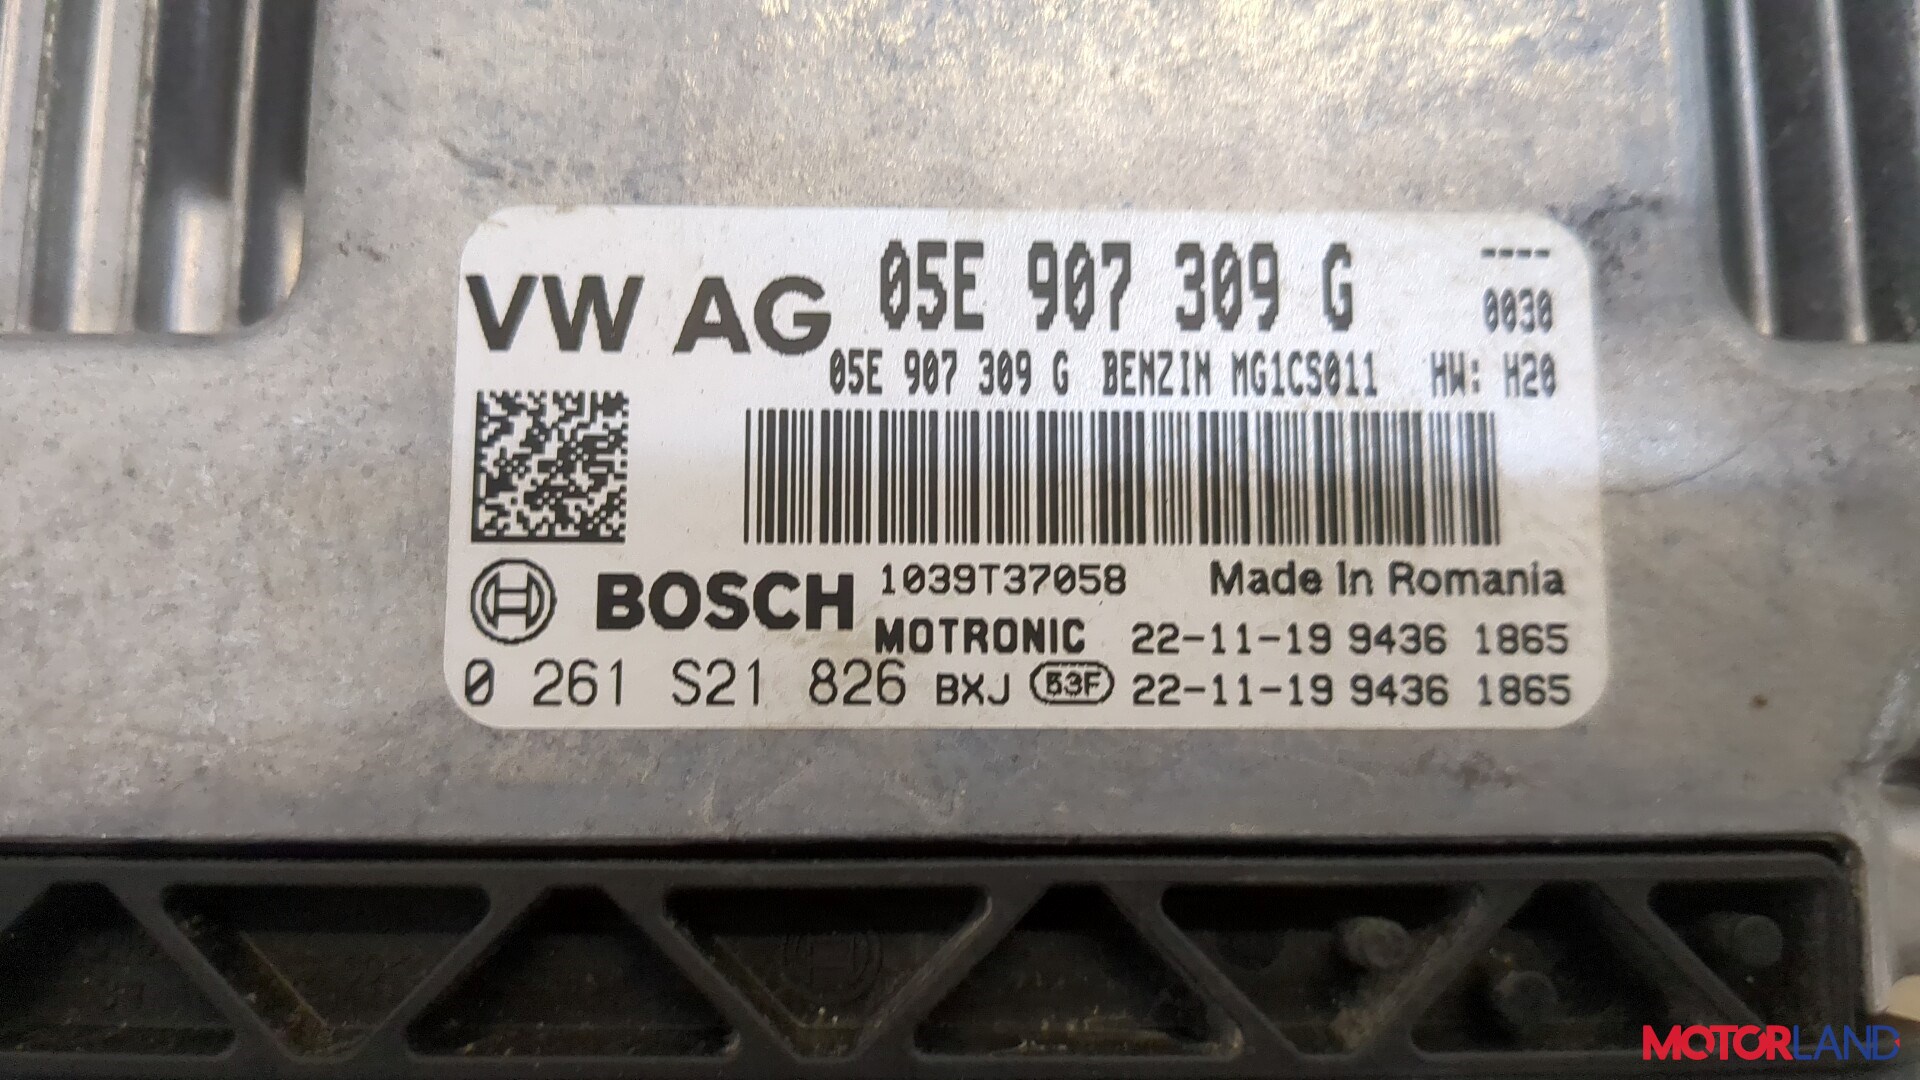 VW AG 05E 907 309 G ----
0030
05E 907 309 G BENZIN MG1CS011 HW: H20
BOSCH 1039T37058 Made In Romania
MOTRONIC 22-11-19 9436 1865
0 261 S21 826 BXJ 53F 22-11-19 9436 1865
MOTORLAND